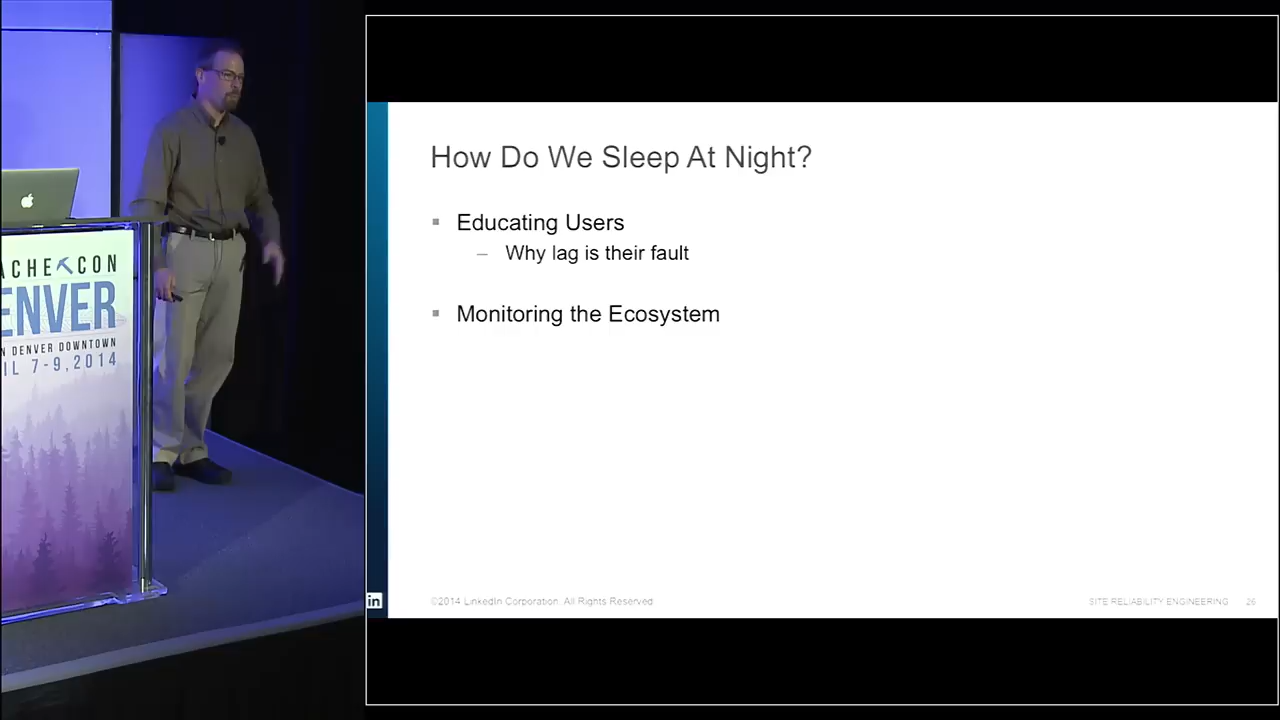 ACHE CON
ENVER
N DENVER DOWNTOWN
IL 7-9, 2014
How Do We Sleep At Night?
▪ Educating Users
– Why lag is their fault
▪ Monitoring the Ecosystem
in
©2014 LinkedIn Corporation. All Rights Reserved
SITE RELIABILITY ENGINEERING 26